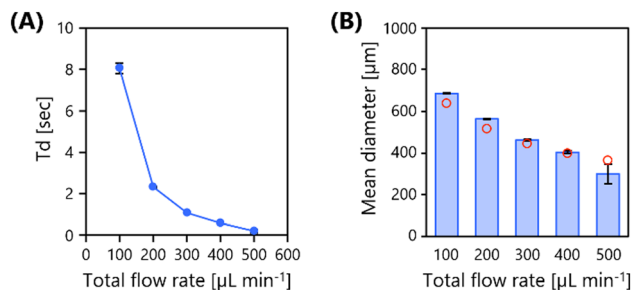 (A)
10
8
6
4
2
0
Td [sec]
0 100 200 300 400 500 600
Total flow rate [µL min⁻¹]
(B)
1000
800
600
400
200
0
Mean diameter [µm]
100 200 300 400 500
Total flow rate [µL min⁻¹]